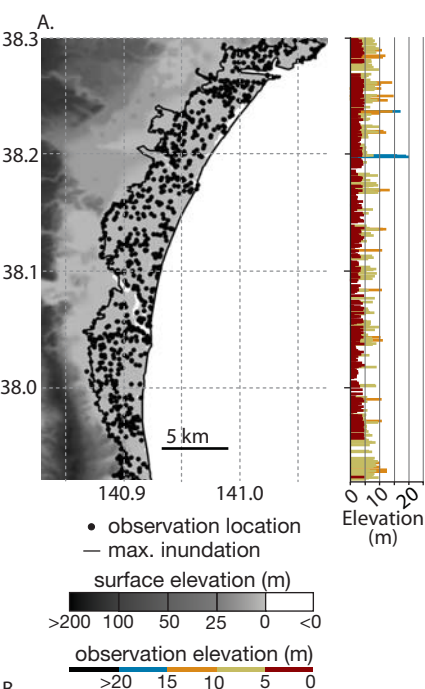 A.
38.3
38.2
38.1
38.0
5 km
140.9 141.0
0 10 20
Elevation
(m)
observation location
max. inundation
surface elevation (m)
>200 100 50 25 0 <0
observation elevation (m)
>20 15 10 5 0
B